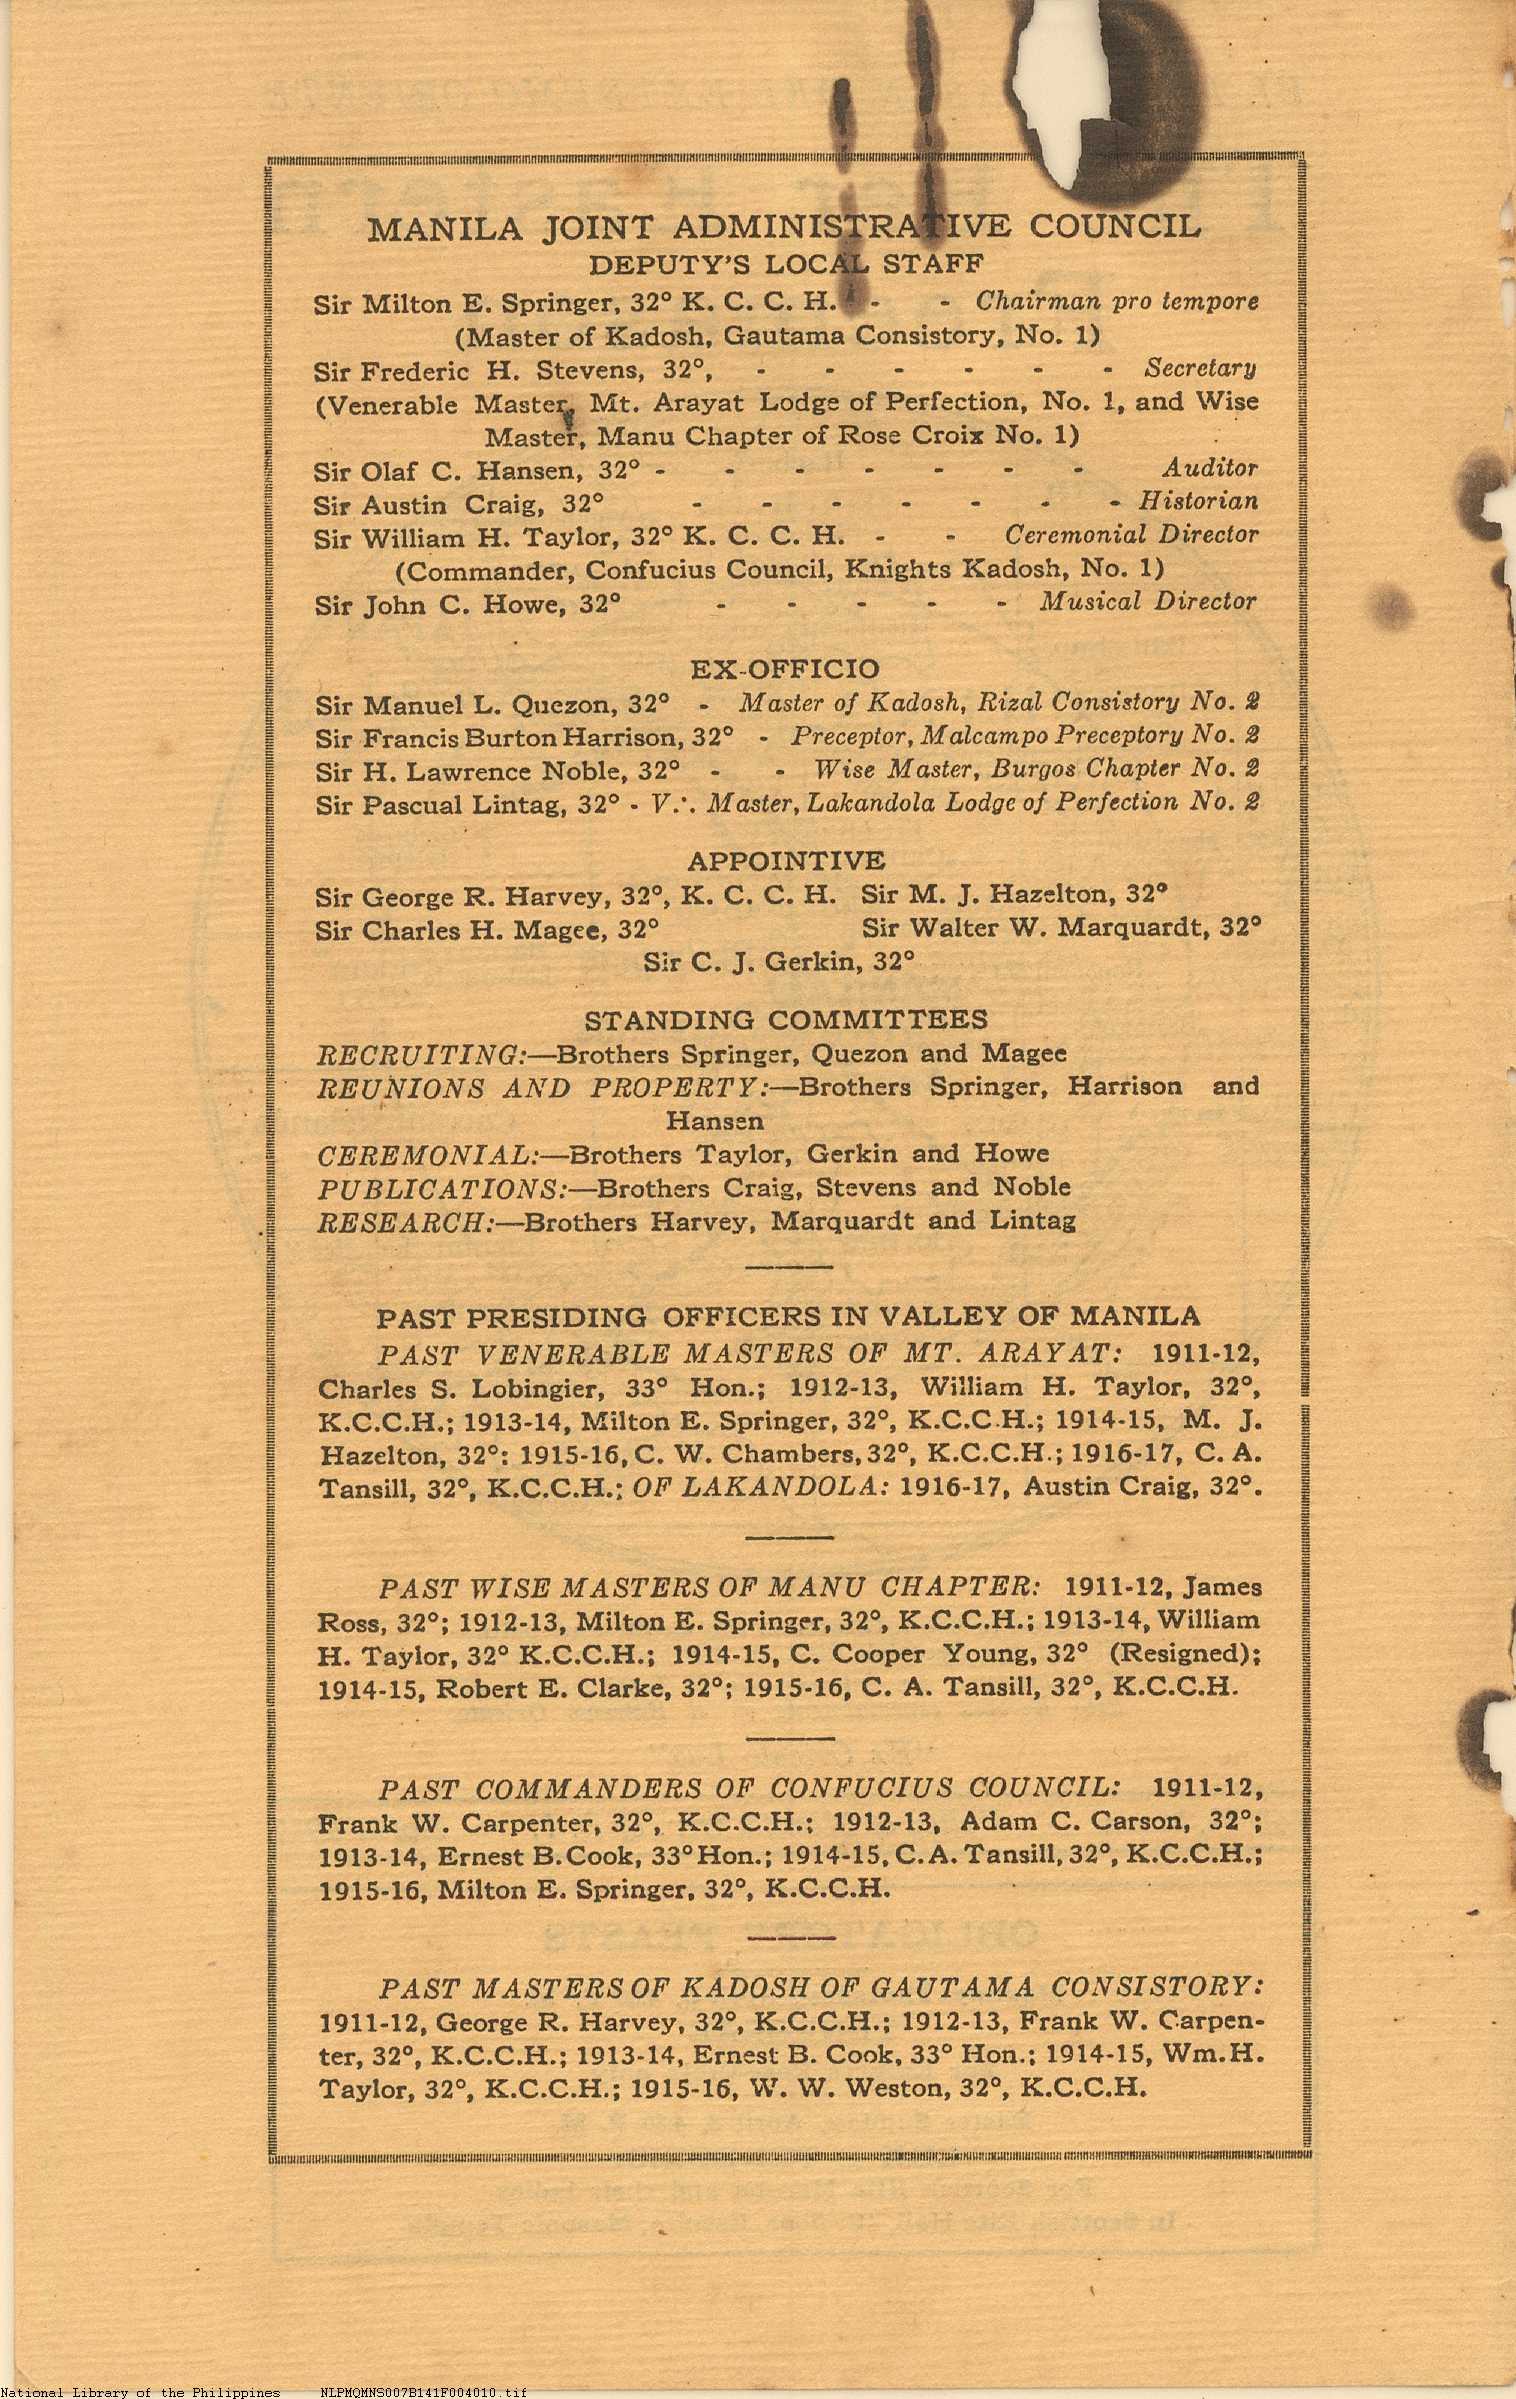 MANILA JOINT ADMINISTRATIVE COUNCIL
DEPUTY'S LOCAL STAFF
Sir Milton E. Springer, 32° K. C. C. H. - - Chairman pro tempore
(Master of Kadosh, Gautama Consistory, No. 1)
Sir Frederic H. Stevens, 32°, - - - - - - Secretary
(Venerable Master, Mt. Arayat Lodge of Perfection, No. 1, and Wise
Master, Manu Chapter of Rose Croix No. 1)
Sir Olaf C. Hansen, 32° - - - - - - - Auditor
Sir Austin Craig, 32° - - - - - - - Historian
Sir William H. Taylor, 32° K. C. C. H. - - Ceremonial Director
(Commander, Confucius Council, Knights Kadosh, No. 1)
Sir John C. Howe, 32° - - - - - Musical Director
EX-OFFICIO
Sir Manuel L. Quezon, 32° - Master of Kadosh, Rizal Consistory No. 2
Sir Francis Burton Harrison, 32° - Preceptor, Malcampo Preceptory No. 2
Sir H. Lawrence Noble, 32° - - Wise Master, Burgos Chapter No. 2
Sir Pascual Lintag, 32° - V∴ Master, Lakandola Lodge of Perfection No. 2
APPOINTIVE
Sir George R. Harvey, 32°, K. C. C. H. Sir M. J. Hazelton, 32°
Sir Charles H. Magee, 32° Sir Walter W. Marquardt, 32°
Sir C. J. Gerkin, 32°
STANDING COMMITTEES
RECRUITING:—Brothers Springer, Quezon and Magee
REUNIONS AND PROPERTY:—Brothers Springer, Harrison and
Hansen
CEREMONIAL:—Brothers Taylor, Gerkin and Howe
PUBLICATIONS:—Brothers Craig, Stevens and Noble
RESEARCH:—Brothers Harvey, Marquardt and Lintag
PAST PRESIDING OFFICERS IN VALLEY OF MANILA
PAST VENERABLE MASTERS OF MT. ARAYAT: 1911-12,
Charles S. Lobingier, 33° Hon.; 1912-13, William H. Taylor, 32°,
K.C.C.H.; 1913-14, Milton E. Springer, 32°, K.C.C.H.; 1914-15, M. J.
Hazelton, 32°: 1915-16, C. W. Chambers, 32°, K.C.C.H.; 1916-17, C. A.
Tansill, 32°, K.C.C.H.; OF LAKANDOLA: 1916-17, Austin Craig, 32°.
PAST WISE MASTERS OF MANU CHAPTER: 1911-12, James
Ross, 32°; 1912-13, Milton E. Springer, 32°, K.C.C.H.; 1913-14, William
H. Taylor, 32° K.C.C.H.; 1914-15, C. Cooper Young, 32° (Resigned);
1914-15, Robert E. Clarke, 32°; 1915-16, C. A. Tansill, 32°, K.C.C.H.
PAST COMMANDERS OF CONFUCIUS COUNCIL: 1911-12,
Frank W. Carpenter, 32°, K.C.C.H.; 1912-13, Adam C. Carson, 32°;
1913-14, Ernest B. Cook, 33° Hon.; 1914-15, C.A. Tansill, 32°, K.C.C.H.;
1915-16, Milton E. Springer, 32°, K.C.C.H.
PAST MASTERS OF KADOSH OF GAUTAMA CONSISTORY:
1911-12, George R. Harvey, 32°, K.C.C.H.; 1912-13, Frank W. Carpen-
ter, 32°, K.C.C.H.; 1913-14, Ernest B. Cook, 33° Hon.; 1914-15, Wm. H.
Taylor, 32°, K.C.C.H.; 1915-16, W. W. Weston, 32°, K.C.C.H.
National Library of the Philippines NLPMQMNS007B141F004010.tif